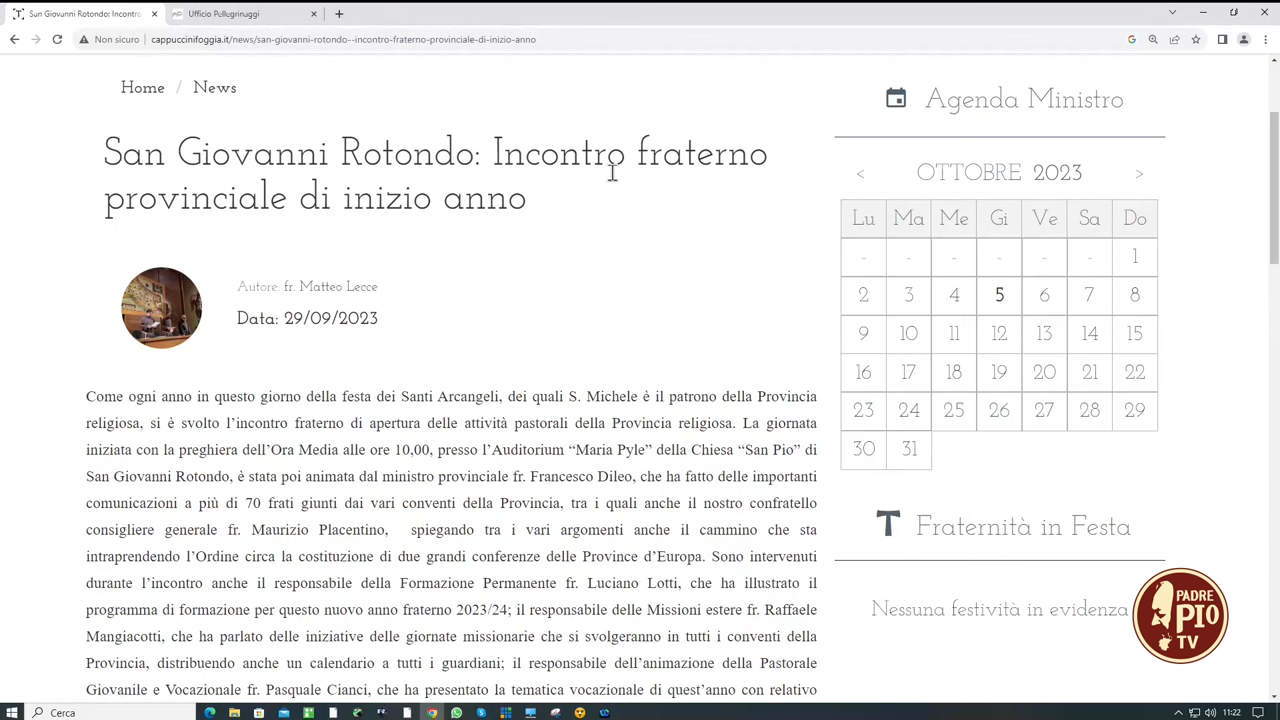 San Giovanni Rotondo: Incontro
Ufficio Pellegrinaggi
Non sicuro
cappuccinifoggia.it/news/san-giovanni-rotondo--incontro-fraterno-provinciale-di-inizio-anno
Home / News
San Giovanni Rotondo: Incontro fraterno
provinciale di inizio anno
Autore: fr. Matteo Lecce
Data: 29/09/2023
Come ogni anno in questo giorno della festa dei Santi Arcangeli, dei quali S. Michele è il patrono della Provincia
religiosa, si è svolto l’incontro fraterno di apertura delle attività pastorali della Provincia religiosa. La giornata
iniziata con la preghiera dell’Ora Media alle ore 10,00, presso l’Auditorium “Maria Pyle” della Chiesa “San Pio” di
San Giovanni Rotondo, è stata poi animata dal ministro provinciale fr. Francesco Dileo, che ha fatto delle importanti
comunicazioni a più di 70 frati giunti dai vari conventi della Provincia, tra i quali anche il nostro confratello
consigliere generale fr. Maurizio Placentino, spiegando tra i vari argomenti anche il cammino che sta
intraprendendo l’Ordine circa la costituzione di due grandi conferenze delle Province d’Europa. Sono intervenuti
durante l’incontro anche il responsabile della Formazione Permanente fr. Luciano Lotti, che ha illustrato il
programma di formazione per questo nuovo anno fraterno 2023/24; il responsabile delle Missioni estere fr. Raffaele
Mangiacotti, che ha parlato delle iniziative delle giornate missionarie che si svolgeranno in tutti i conventi della
Provincia, distribuendo anche un calendario a tutti i guardiani; il responsabile dell’animazione della Pastorale
Giovanile e Vocazionale fr. Pasquale Cianci, che ha presentato la tematica vocazionale di quest’anno con relativo
Agenda Ministro
< OTTOBRE 2023 >
Lu Ma Me Gi Ve Sa Do
- - - - - - 1
2 3 4 5 6 7 8
9 10 11 12 13 14 15
16 17 18 19 20 21 22
23 24 25 26 27 28 29
30 31
Fraternità in Festa
Nessuna festività in evidenza
PADRE
PIO
TV
Cerca
11:22